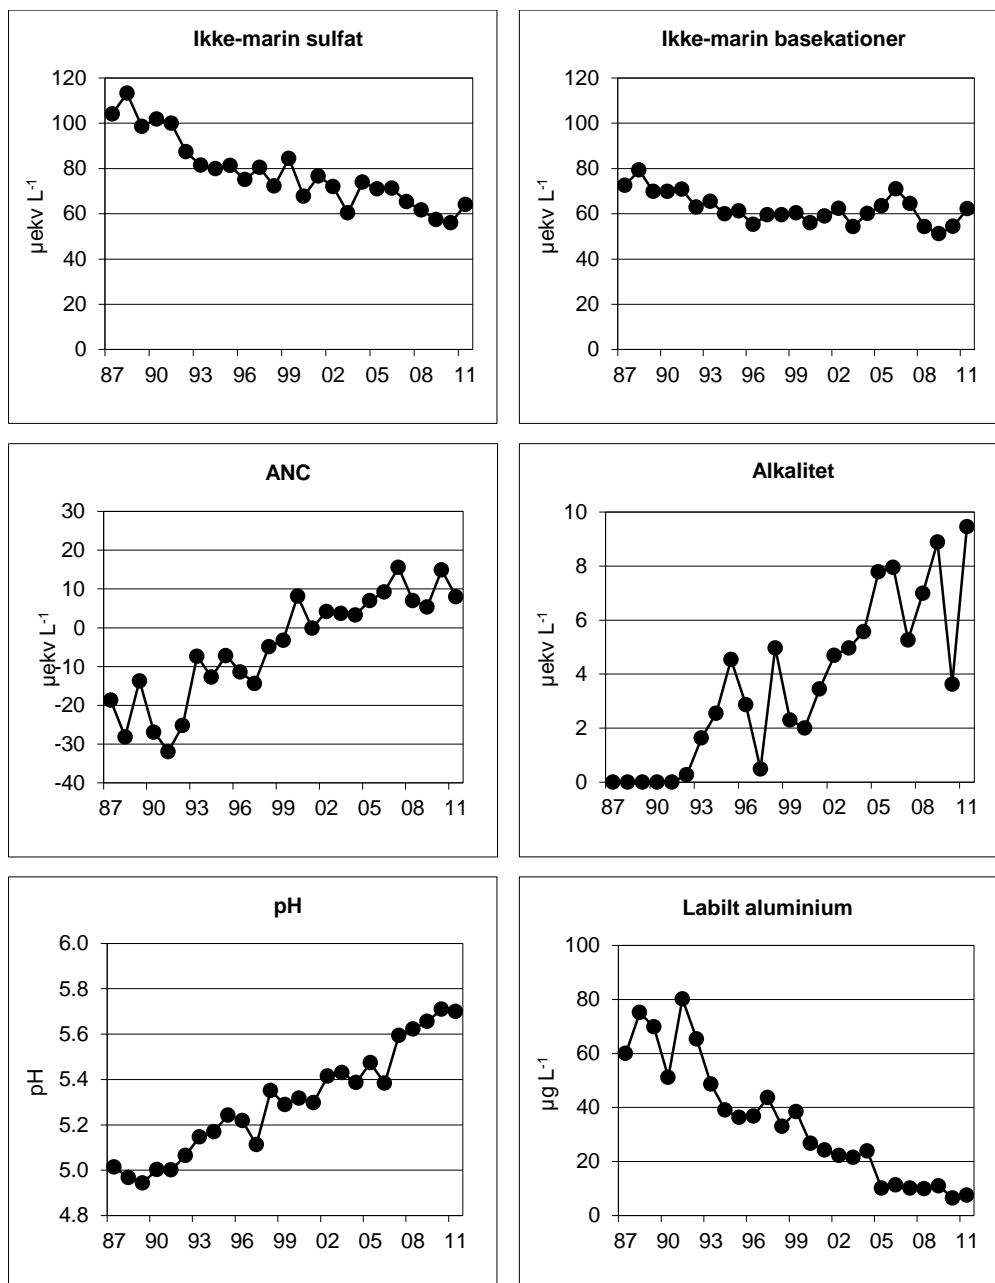 Ikke-marin sulfat
120
100
80
60
40
20
0
µekv L⁻¹
87 90 93 96 99 02 05 08 11
Ikke-marin basekationer
120
100
80
60
40
20
0
µekv L⁻¹
87 90 93 96 99 02 05 08 11
ANC
30
20
10
0
-10
-20
-30
-40
µekv L⁻¹
87 90 93 96 99 02 05 08 11
Alkalitet
10
8
6
4
2
0
µekv L⁻¹
87 90 93 96 99 02 05 08 11
pH
6.0
5.8
5.6
5.4
5.2
5.0
4.8
pH
87 90 93 96 99 02 05 08 11
Labilt aluminium
100
80
60
40
20
0
µg L⁻¹
87 90 93 96 99 02 05 08 11